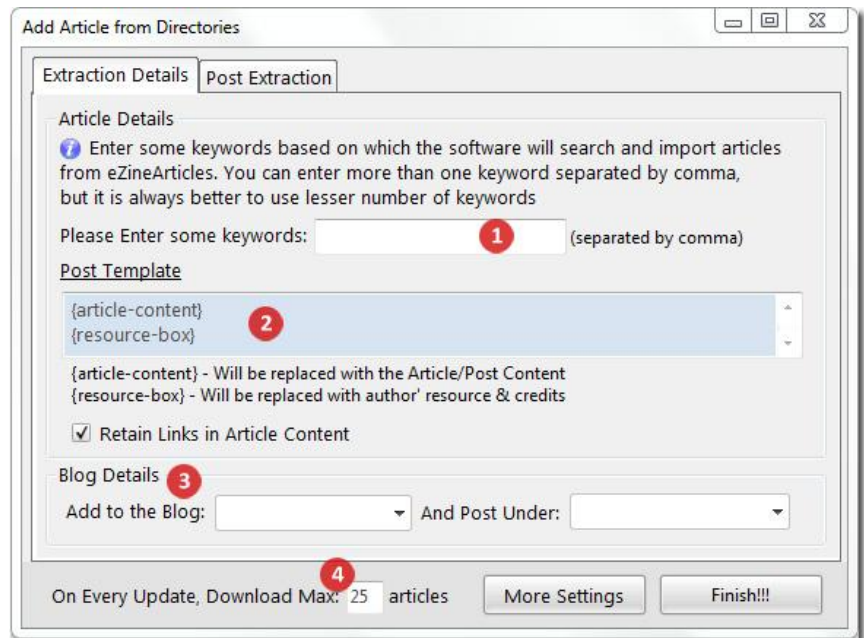 Add Article from Directories
Extraction Details Post Extraction
Article Details
Enter some keywords based on which the software will search and import articles
from eZineArticles. You can enter more than one keyword separated by comma,
but it is always better to use lesser number of keywords
Please Enter some keywords: 1 (separated by comma)
Post Template
{article-content}
{resource-box} 2
{article-content} - Will be replaced with the Article/Post Content
{resource-box} - Will be replaced with author' resource & credits
Retain Links in Article Content
Blog Details 3
Add to the Blog: And Post Under:
4
On Every Update, Download Max: 25 articles More Settings Finish!!!